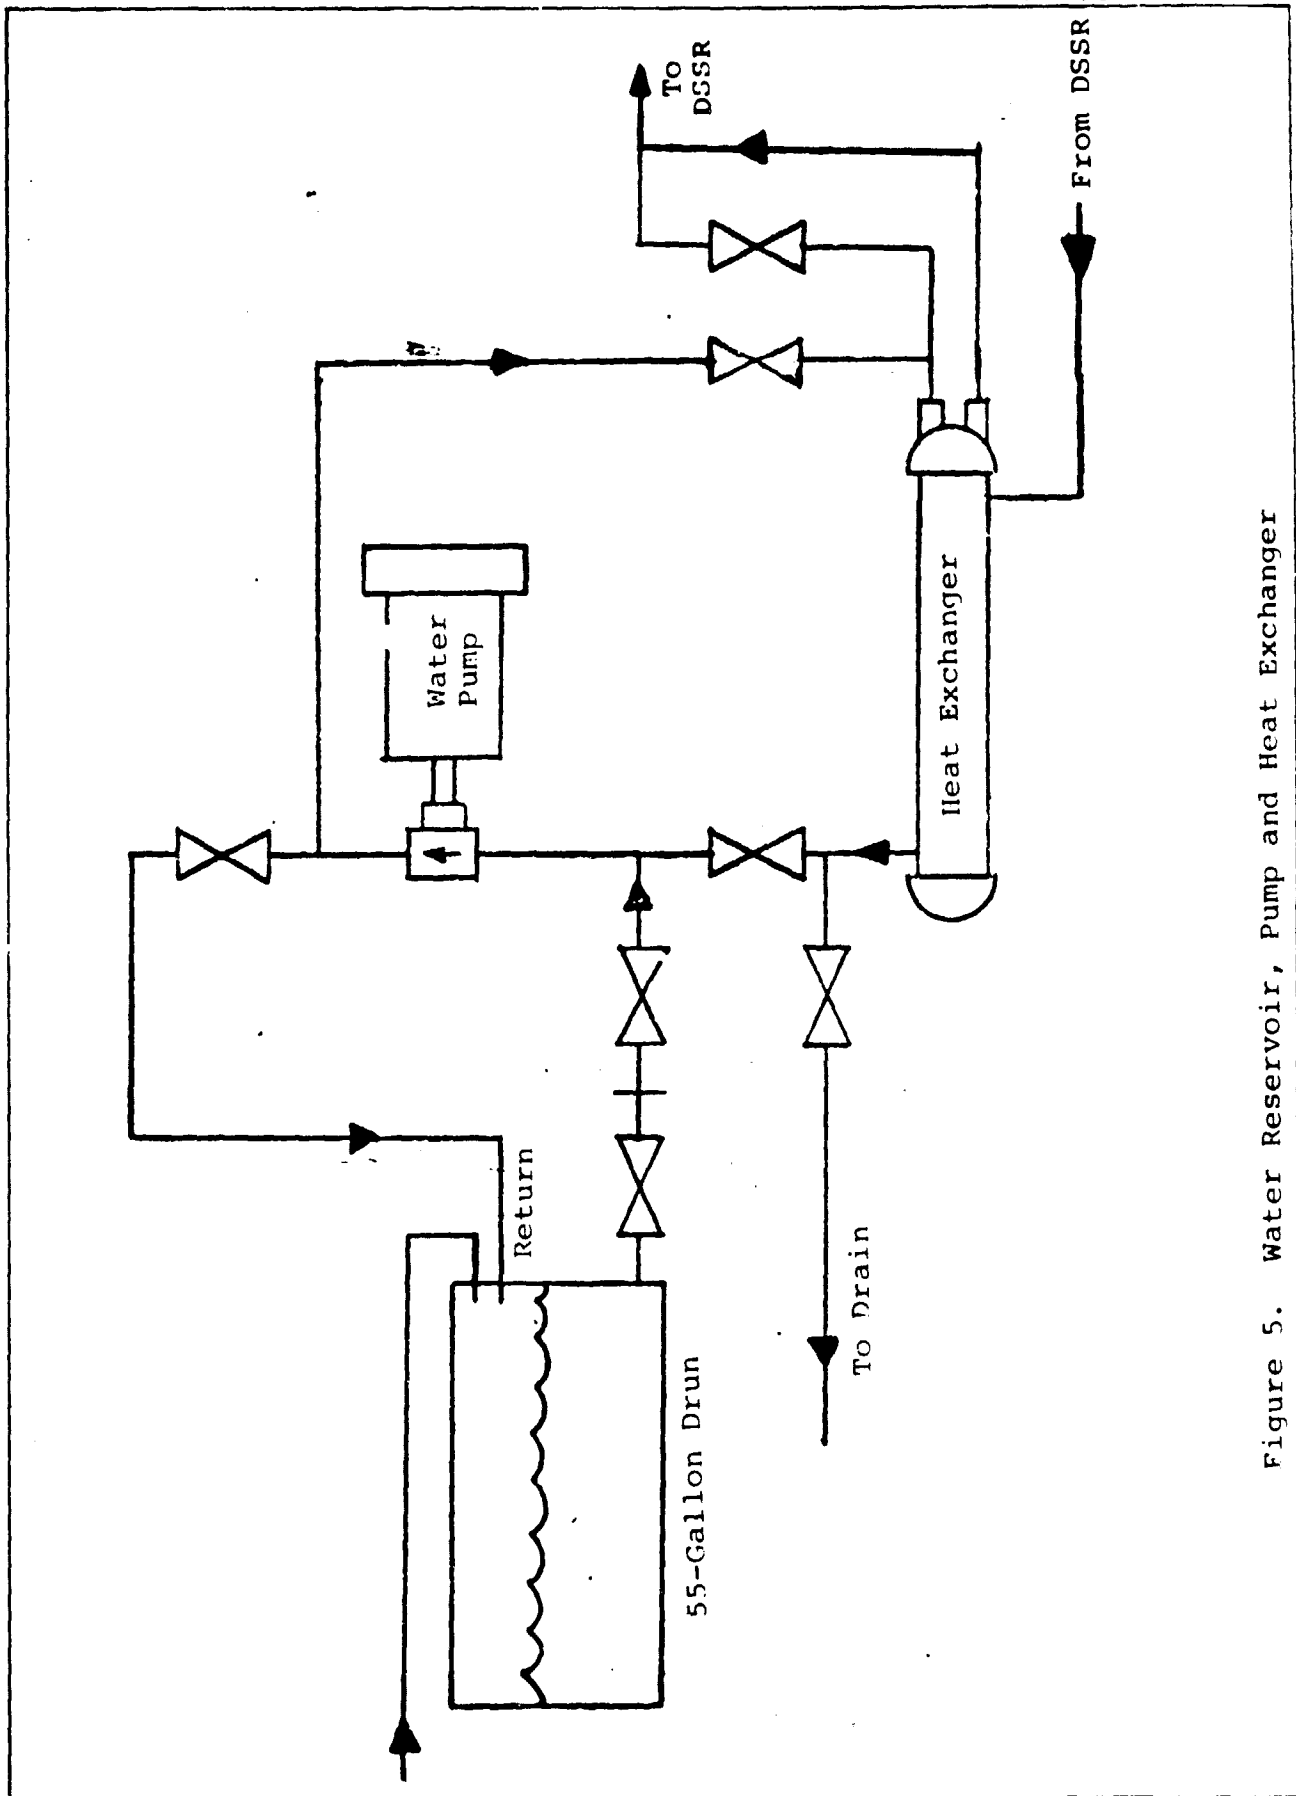 To
DSSR
From DSSR
Water
Pump
Heat Exchanger
Return
To Drain
55-Gallon Drun
Figure 5. Water Reservoir, Pump and Heat Exchanger